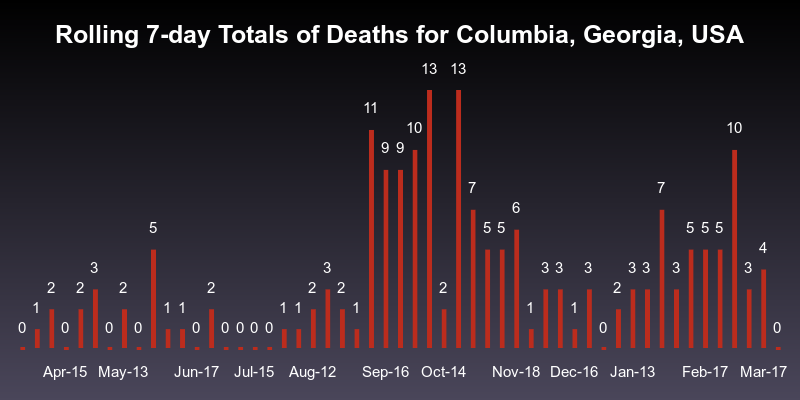 Rolling 7-day Totals of Deaths for Columbia, Georgia, USA
0 1 2 0 2 3 0 2 0 5 1 1 0 2 0 0 0 0 1 1 2 3 2 1 11 9 9 10 13 2 13 7 5 5 6 1 3 3 1 3 0 2 3 3 7 3 5 5 5 10 3 4 0
Apr-15 May-13 Jun-17 Jul-15 Aug-12 Sep-16 Oct-14 Nov-18 Dec-16 Jan-13 Feb-17 Mar-17